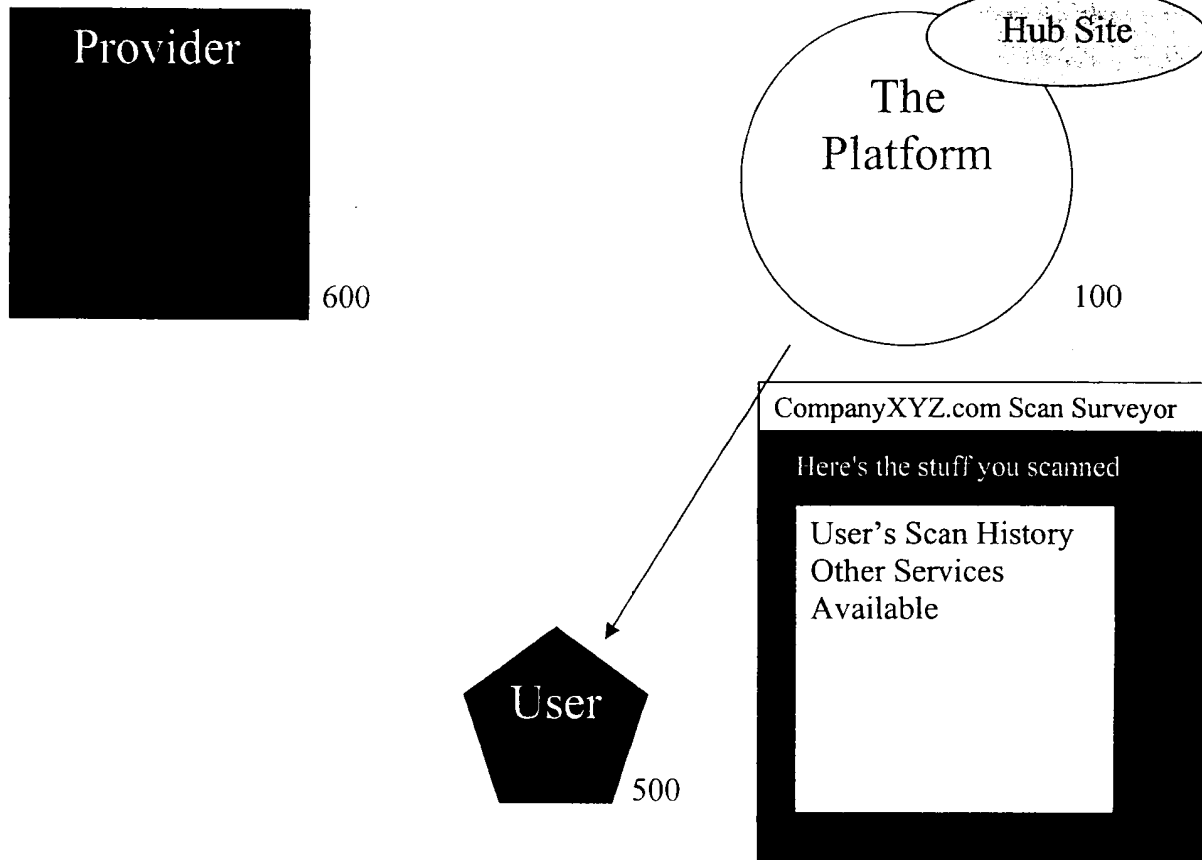 Provider
600
Hub Site
The
Platform
100
CompanyXYZ.com Scan Surveyor
Here's the stuff you scanned
User's Scan History
Other Services
Available
User
500